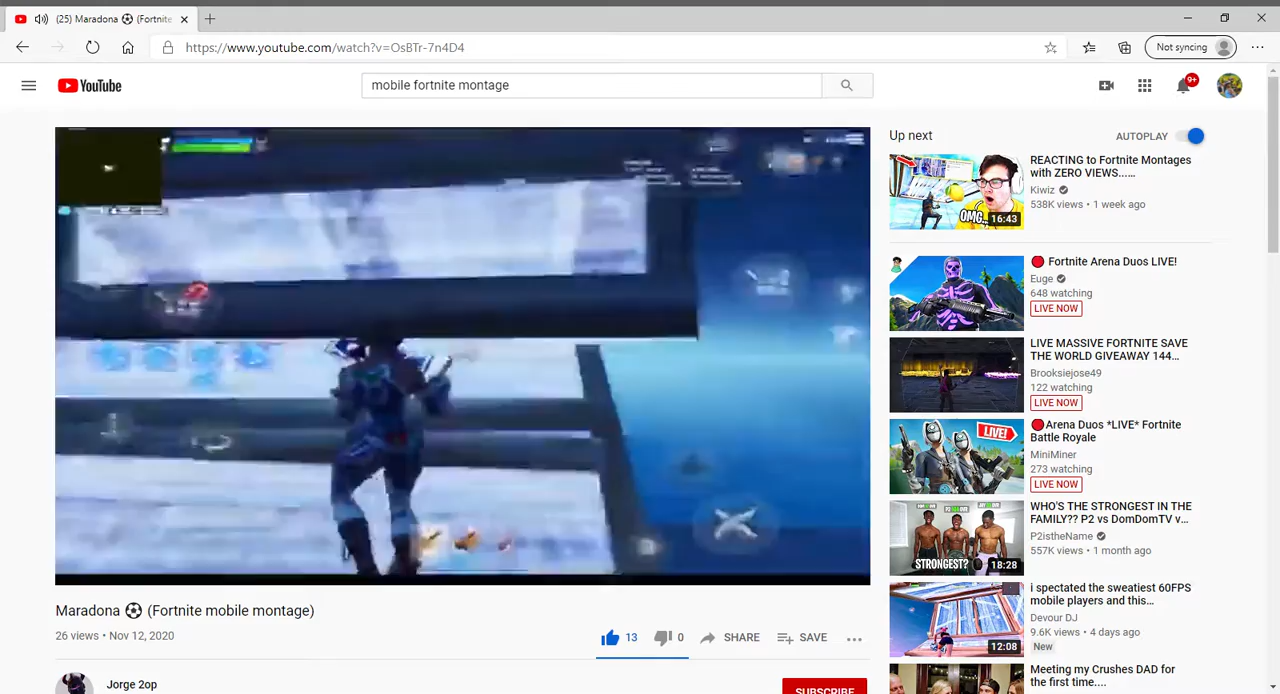 (25) Maradona ⚽ (Fortnite
https://www.youtube.com/watch?v=OsBTr-7n4D4
Not syncing
YouTube
mobile fortnite montage
9+
Up next
AUTOPLAY
OMG...
16:43
REACTING to Fortnite Montages
with ZERO VIEWS.....
Kiwiz
538K views • 1 week ago
🔴 Fortnite Arena Duos LIVE!
Euge
648 watching
LIVE NOW
LIVE MASSIVE FORTNITE SAVE
THE WORLD GIVEAWAY 144...
Brooksiejose49
122 watching
LIVE NOW
LIVE!
🔴Arena Duos *LIVE* Fortnite
Battle Royale
MiniMiner
273 watching
LIVE NOW
STRONGEST?
18:28
WHO'S THE STRONGEST IN THE
FAMILY?? P2 vs DomDomTV v...
P2istheName
557K views • 1 month ago
12:08
i spectated the sweatiest 60FPS
mobile players and this...
Devour DJ
9.6K views • 4 days ago
New
Meeting my Crushes DAD for
the first time....
Maradona ⚽ (Fortnite mobile montage)
26 views • Nov 12, 2020
13
0
SHARE
SAVE
Jorge 2op
SUBSCRIBE